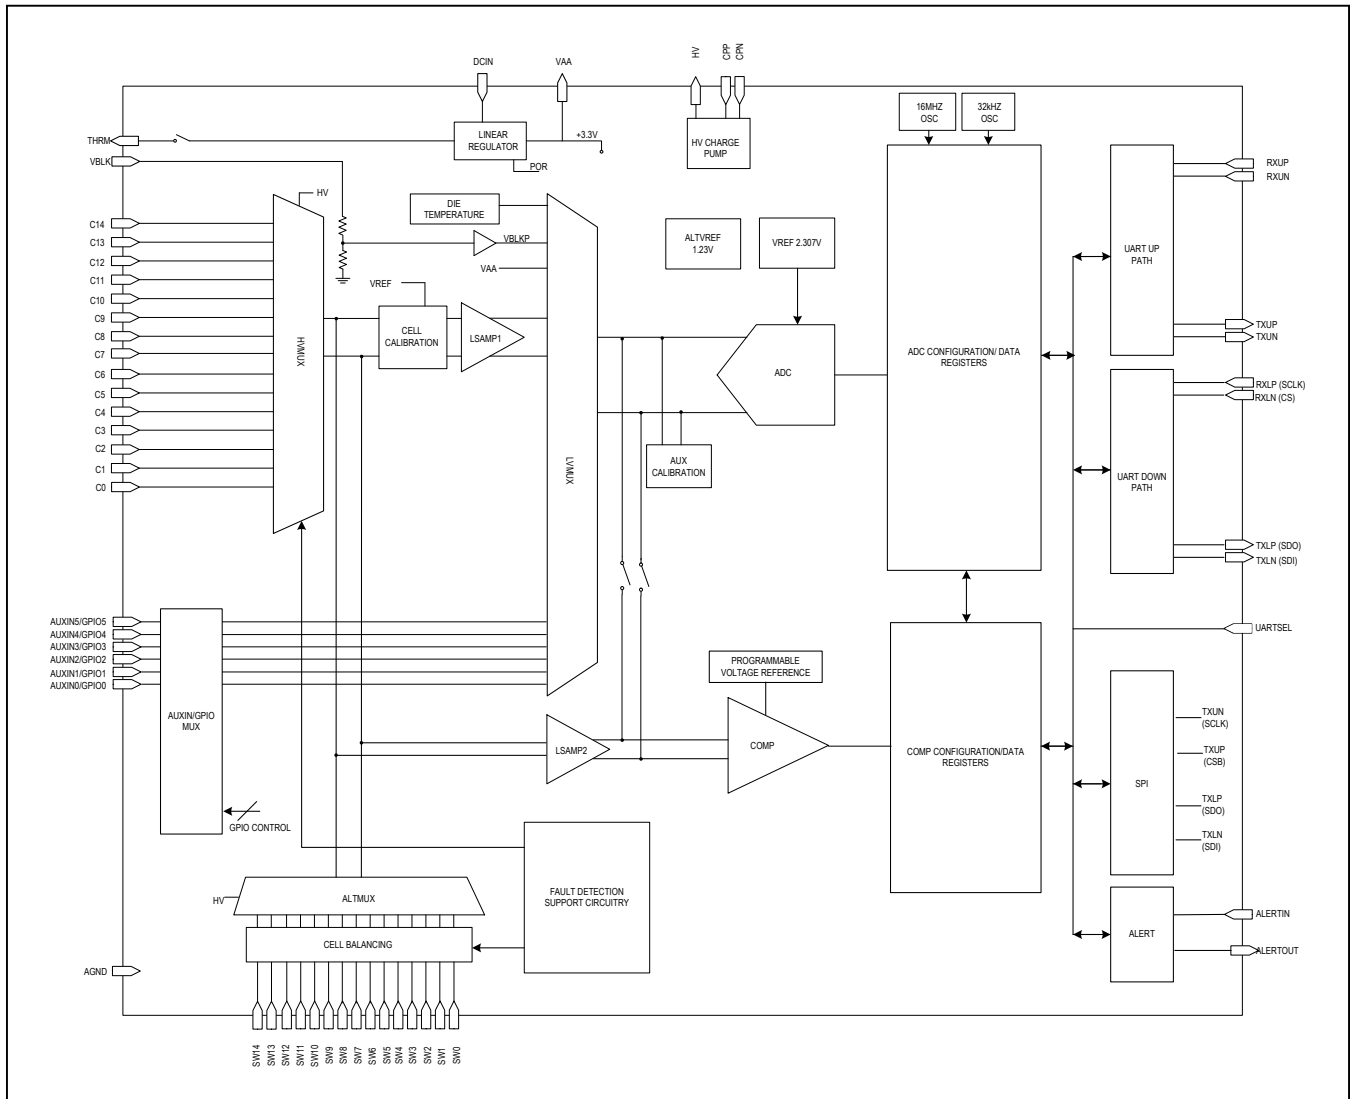 DCIN
VAA
HV
CPP
CPN
16MHZ
OSC
32kHZ
OSC
THRM
LINEAR
REGULATOR
+3.3V
HV CHARGE
PUMP
POR
VBLK
RXUP
RXUN
HV
DIE
TEMPERATURE
VBLKP
VAA
ALTVREF
1.23V
VREF 2.307V
UART UP
PATH
C14
C13
C12
C11
C10
C9
C8
C7
C6
C5
C4
C3
C2
C1
C0
HVMUX
VREF
CELL
CALIBRATION
LSAMP1
LVMUX
ADC
AUX
CALIBRATION
ADC CONFIGURATION/ DATA
REGISTERS
TXUP
TXUN
RXLP (SCLK)
RXLN (CS)
UART DOWN
PATH
TXLP (SDO)
TXLN (SDI)
AUXIN5/GPIO5
AUXIN4/GPIO4
AUXIN3/GPIO3
AUXIN2/GPIO2
AUXIN1/GPIO1
AUXIN0/GPIO0
AUXIN/GPIO
MUX
GPIO CONTROL
UARTSEL
PROGRAMMABLE
VOLTAGE REFERENCE
LSAMP2
COMP
COMP CONFIGURATION/DATA
REGISTERS
SPI
TXUN
(SCLK)
TXUP
(CSB)
TXLP
(SDO)
TXLN
(SDI)
HV
ALTMUX
FAULT DETECTION
SUPPORT CIRCUITRY
CELL BALANCING
ALERT
ALERTIN
ALERTOUT
AGND
SW14
SW13
SW12
SW11
SW10
SW9
SW8
SW7
SW6
SW5
SW4
SW3
SW2
SW1
SW0